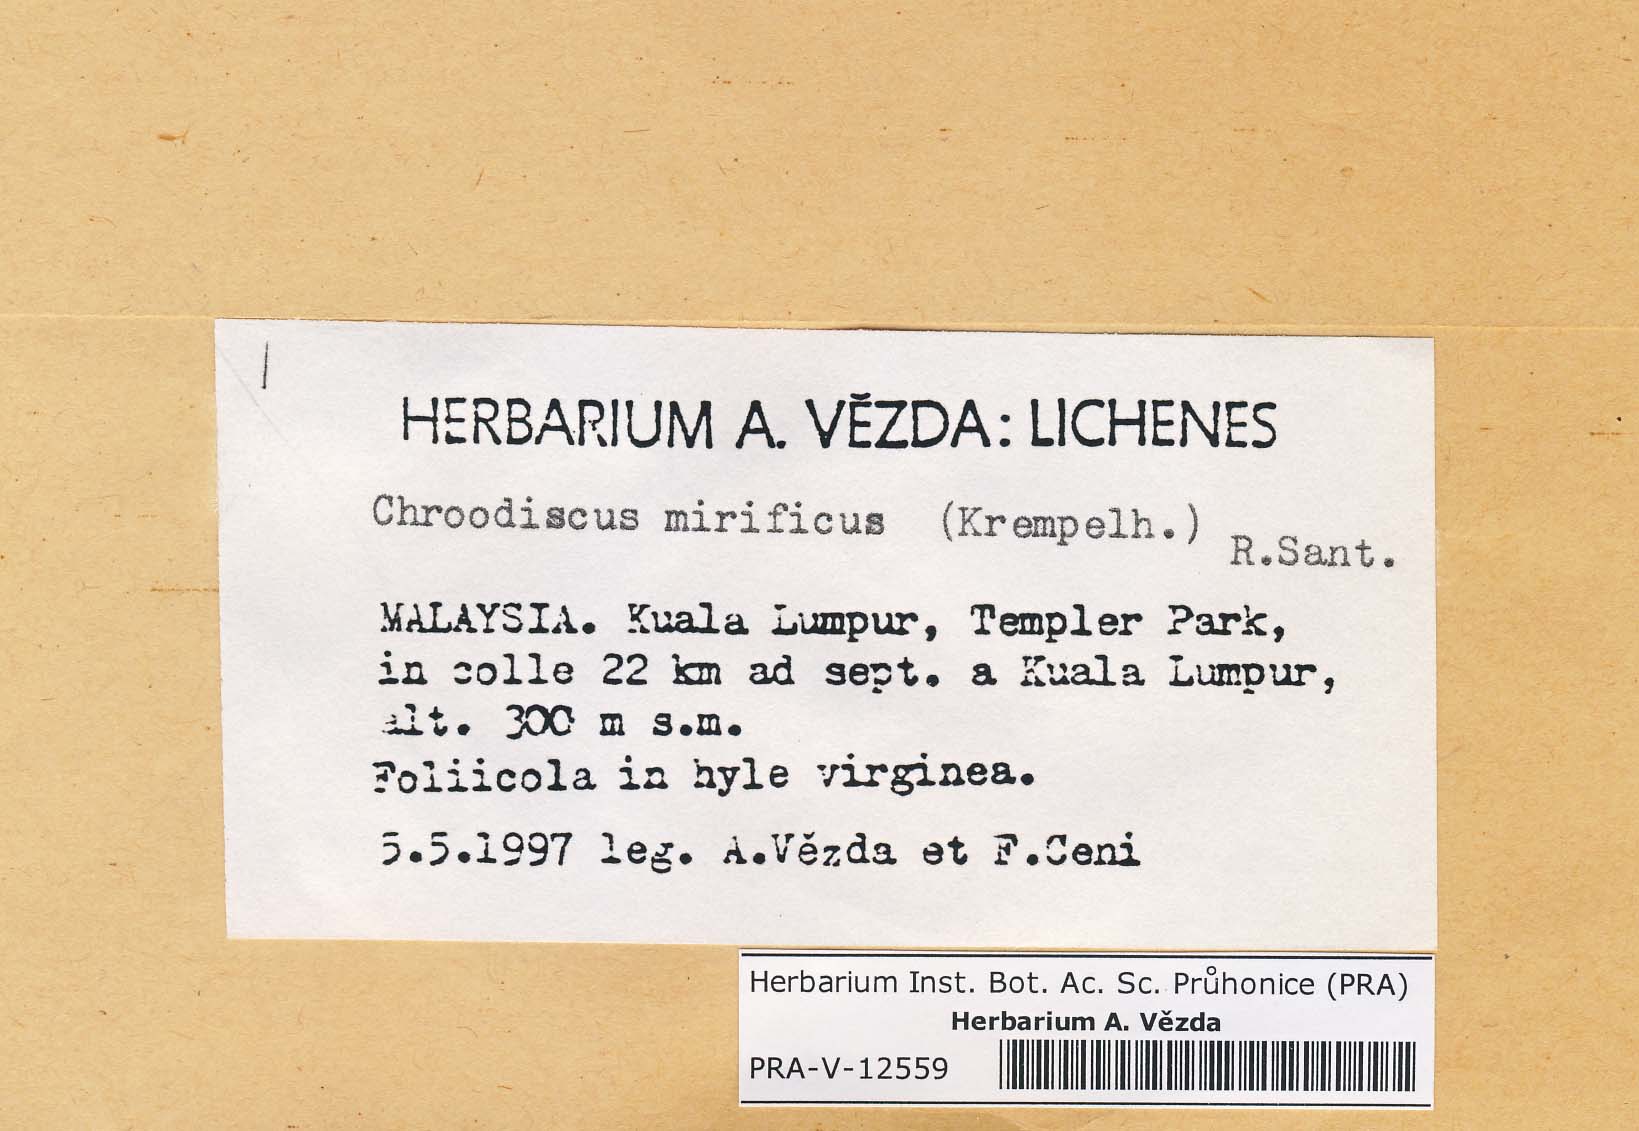 HERBARIUM A. VĚZDA: LICHENES
Chroodiscus mirificus (Krempelh.) R.Sant.
MALAYSIA. Kuala Lumpur, Templer Park,
in colle 22 km ad sept. a Kuala Lumpur,
alt. 300 m s.m.
Foliicola in hyle virginea.
5.5.1997 leg. A.Vězda et F.Ceni
Herbarium Inst. Bot. Ac. Sc. Průhonice (PRA)
Herbarium A. Vězda
PRA-V-12559